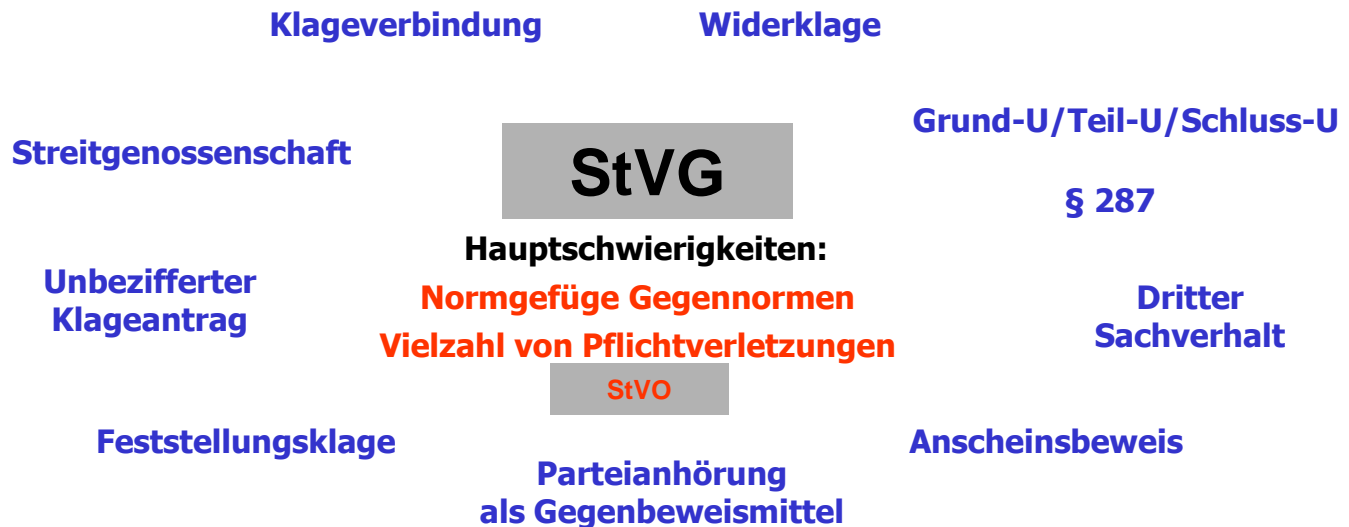 Klageverbindung
Widerklage
Grund-U/Teil-U/Schluss-U
Streitgenossenschaft
StVG
§ 287
Hauptschwierigkeiten:
Unbezifferter
Klageantrag
Normgefüge Gegennormen
Dritter
Sachverhalt
Vielzahl von Pflichtverletzungen
StVO
Feststellungsklage
Anscheinsbeweis
Parteianhörung
als Gegenbeweismittel